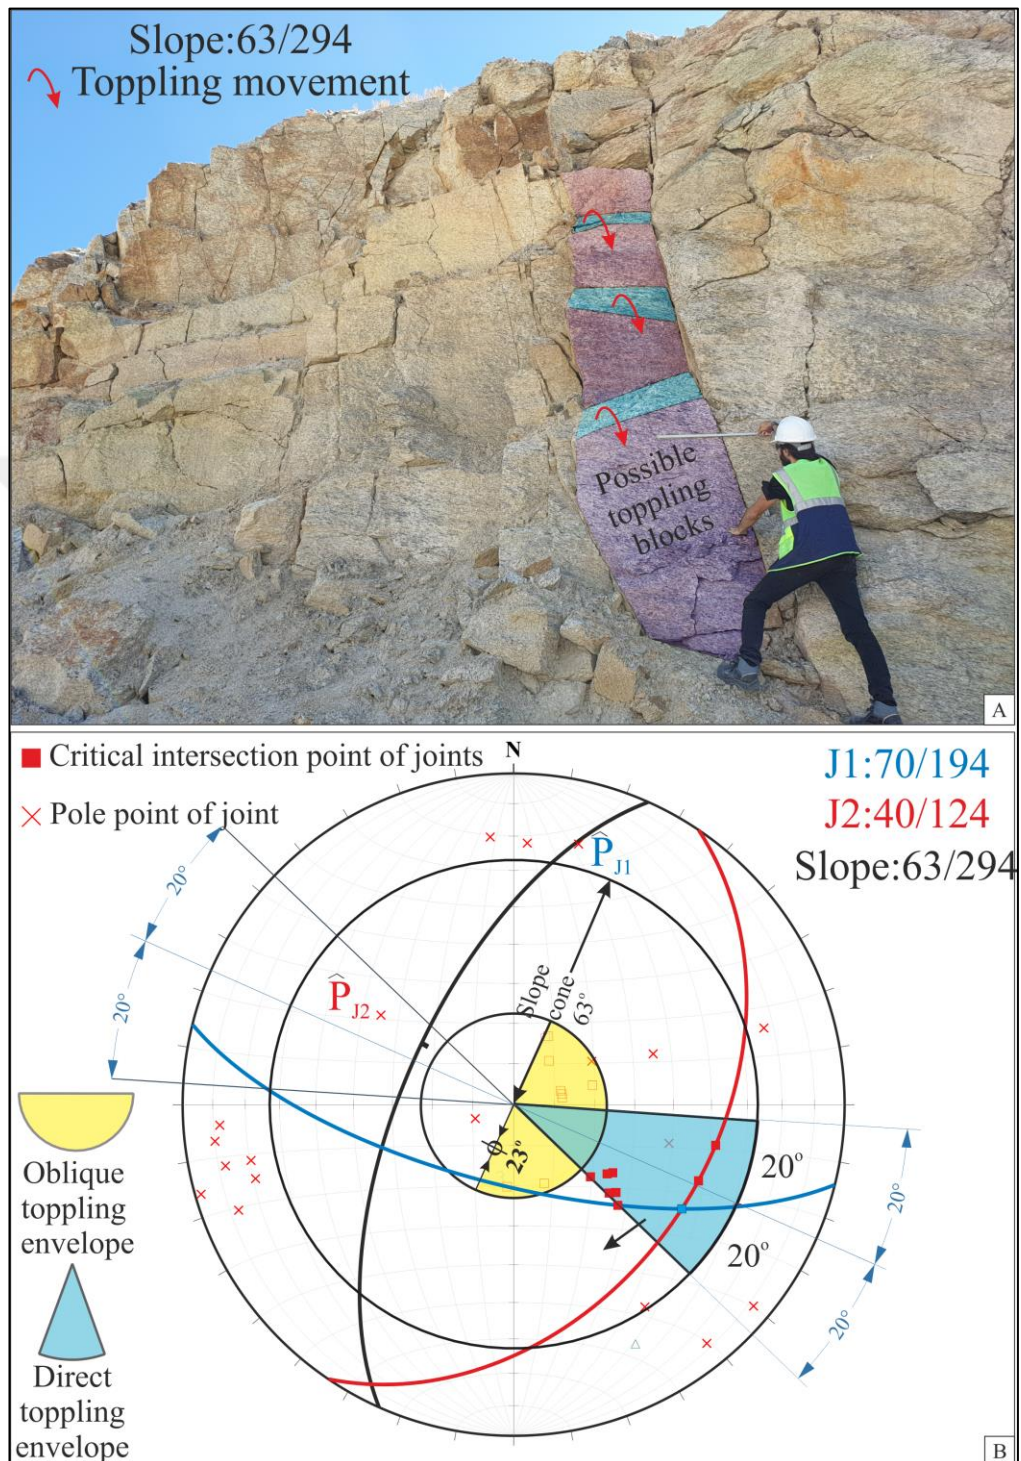 Slope:63/294
Toppling movement
Possible
toppling
blocks
A
Critical intersection point of joints
N
J1:70/194
Pole point of joint
J2:40/124
Slope:63/294
P̂J1
20°
20°
P̂J2
Slope
cone
63°
ϕ
23°
20°
20°
20°
20°
Oblique
toppling
envelope
Direct
toppling
envelope
B